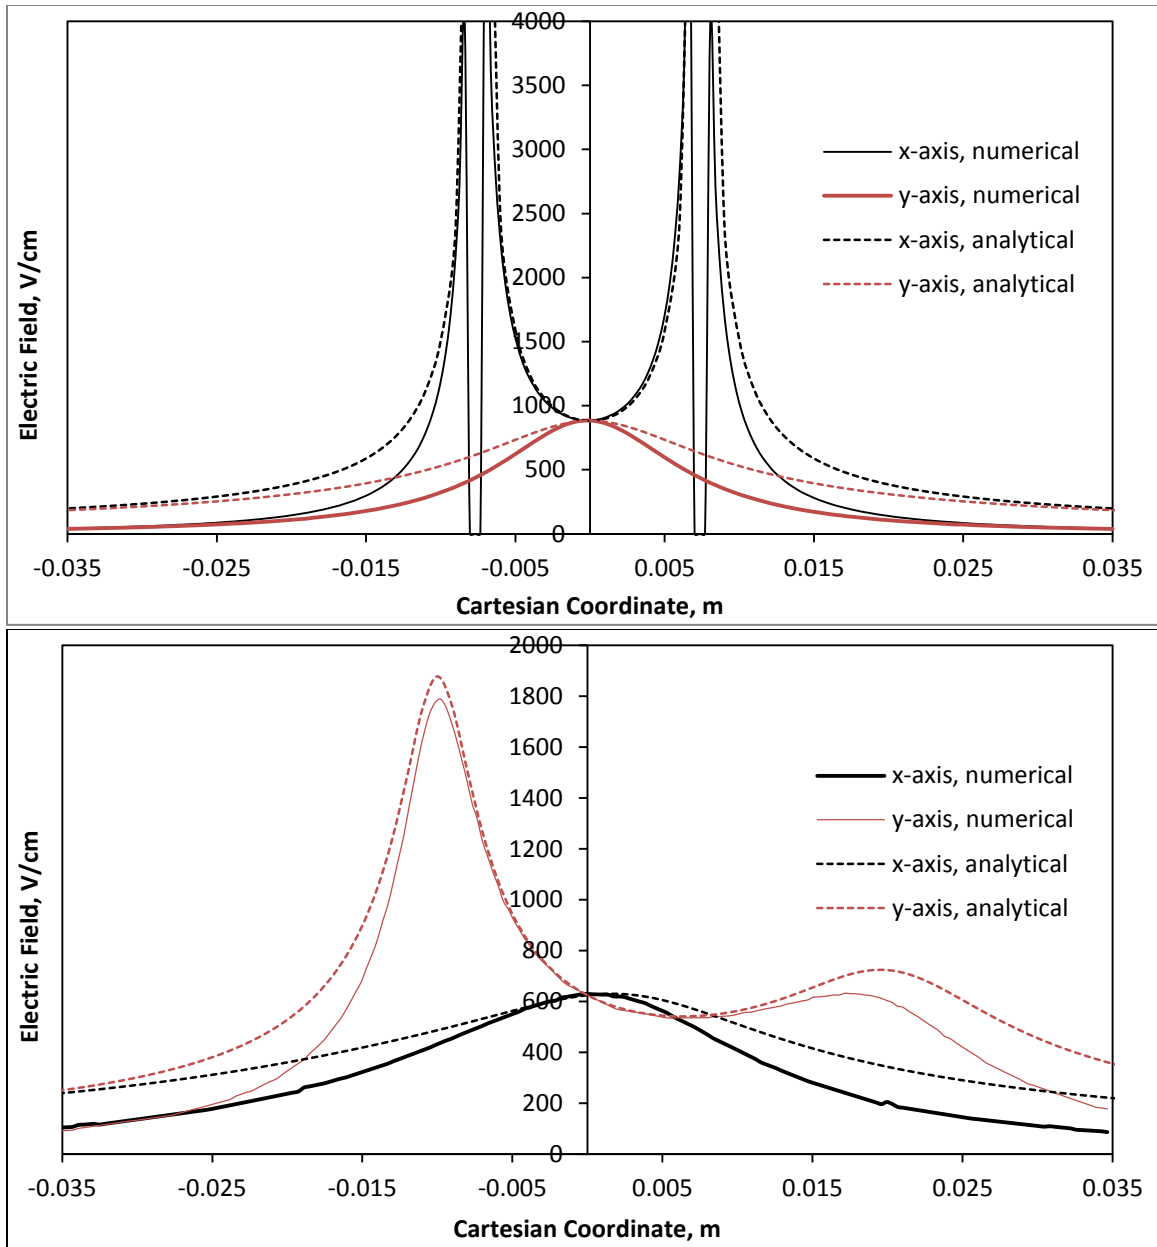 4000
3500
3000
2500
2000
1500
1000
500
0
Electric Field, V/cm
x-axis, numerical
y-axis, numerical
x-axis, analytical
y-axis, analytical
-0.035 -0.025 -0.015 -0.005 0.005 0.015 0.025 0.035
Cartesian Coordinate, m
2000
1800
1600
1400
1200
1000
800
600
400
200
0
Electric Field, V/cm
x-axis, numerical
y-axis, numerical
x-axis, analytical
y-axis, analytical
-0.035 -0.025 -0.015 -0.005 0.005 0.015 0.025 0.035
Cartesian Coordinate, m